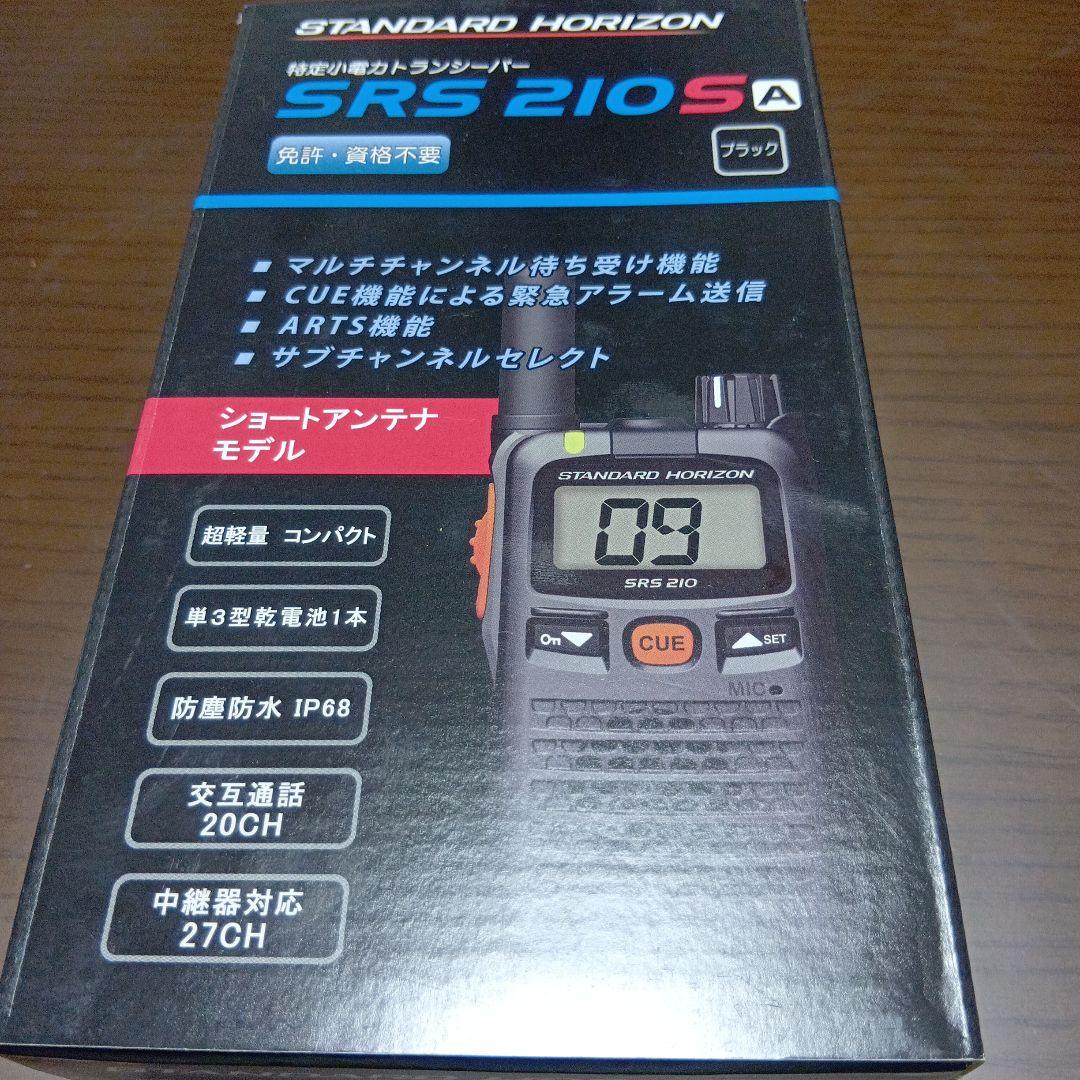 STANDARD HORIZON
特定小電力トランシーバー
SRS 210S A
免許・資格不要
ブラック
■ マルチチャンネル待ち受け機能
■ CUE機能による緊急アラーム送信
■ ARTS機能
■ サブチャンネルセレクト
ショートアンテナ
モデル
STANDARD HORIZON
09
SRS 210
CUE
SET
MIC
超軽量 コンパクト
単3型乾電池1本
防塵防水 IP68
交互通話
20CH
中継器対応
27CH